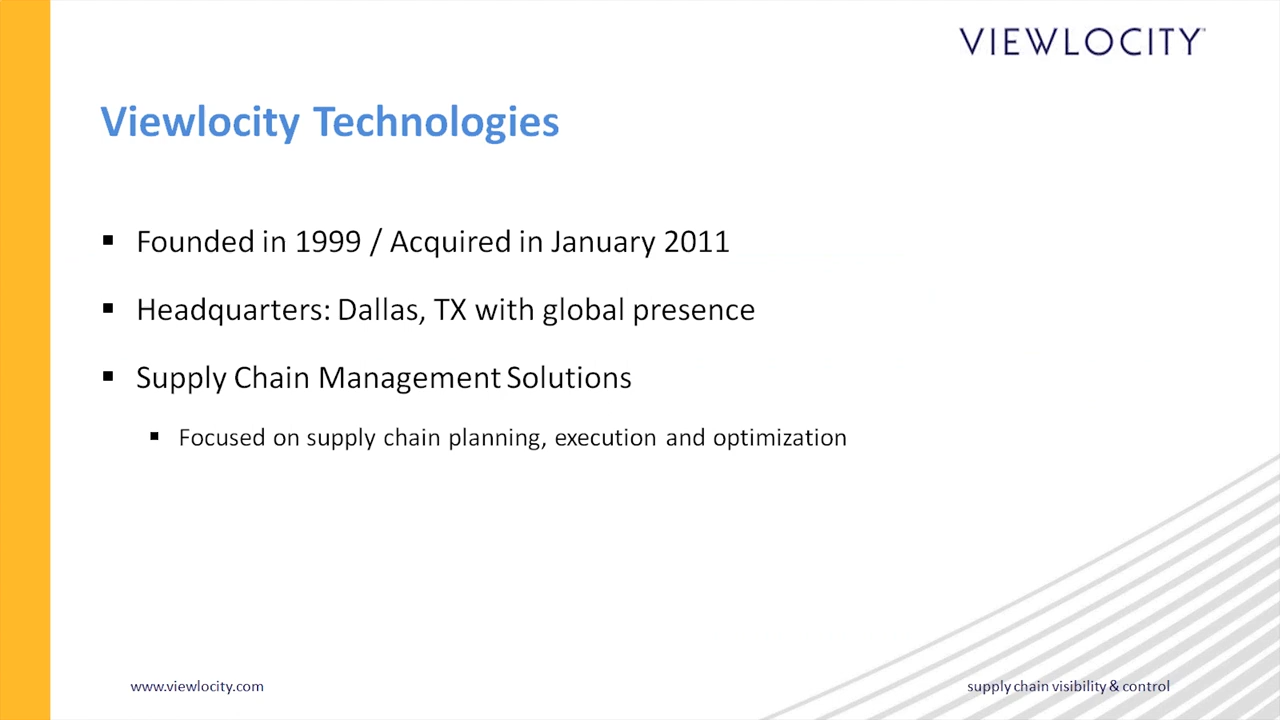 VIEWLOCITY™
Viewlocity Technologies
▪ Founded in 1999 / Acquired in January 2011
▪ Headquarters: Dallas, TX with global presence
▪ Supply Chain Management Solutions
▪ Focused on supply chain planning, execution and optimization
www.viewlocity.com
supply chain visibility & control